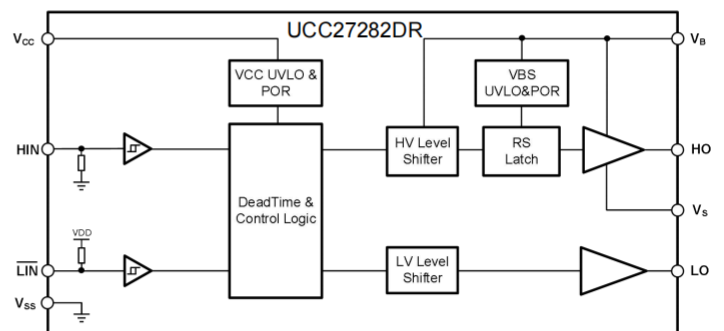 UCC27282DR
VCC
VB
VCC UVLO &
POR
VBS
UVLO&POR
HIN
HV Level
Shifter
RS
Latch
HO
DeadTime &
Control Logic
VS
VDD
LIN
LV Level
Shifter
LO
VSS